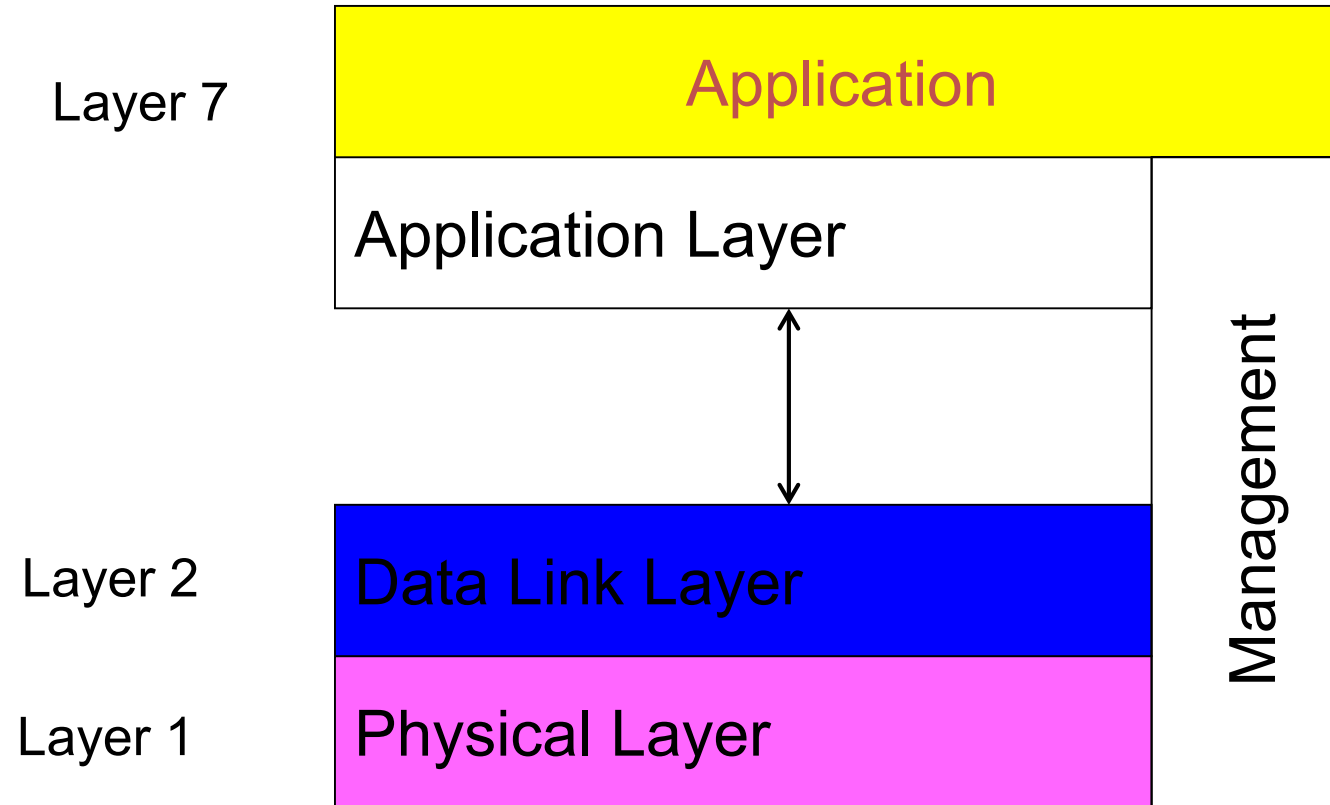 Layer 7
Application
Application Layer
Management
Layer 2
Data Link Layer
Layer 1
Physical Layer